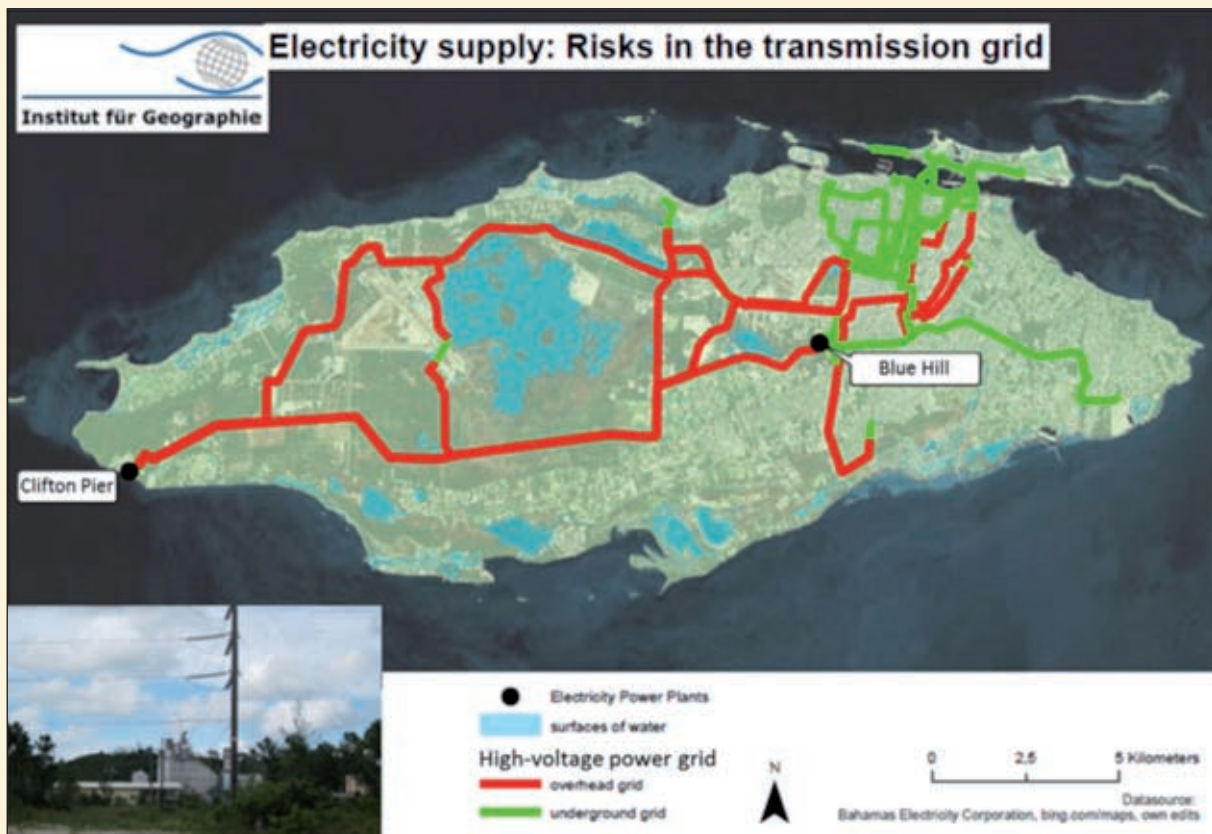 Electricity supply: Risks in the transmission grid
Institut für Geographie
Blue Hill
Clifton Pier
Electricity Power Plants
surfaces of water
High-voltage power grid
overhead grid
underground grid
N
0 2,5 5 Kilometers
Datasource:
Bahamas Electricity Corporation, bing.com/maps, own edits